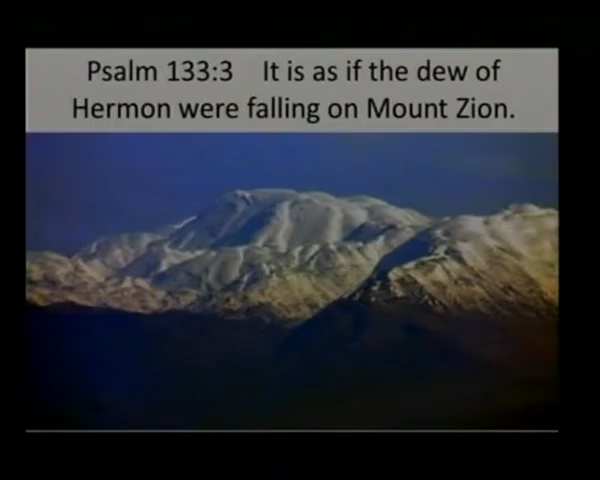 Psalm 133:3 It is as if the dew of
Hermon were falling on Mount Zion.